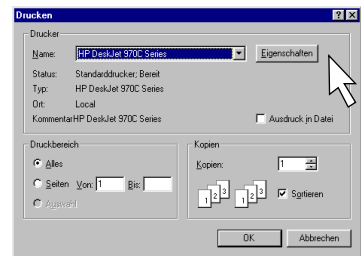 Drucken
Drucker
Name: HP DeskJet 970C Series Eigenschaften
Status: Standarddrucker; Bereit
Typ: HP DeskJet 970C Series
Ort: Local
Kommentar HP DeskJet 970C Series Ausdruck in Datei
Druckbereich
Alles
Seiten Von: 1 Bis:
Auswahl
Kopien
Kopien: 1
1 2 3 1 2 3 Sortieren
OK Abbrechen